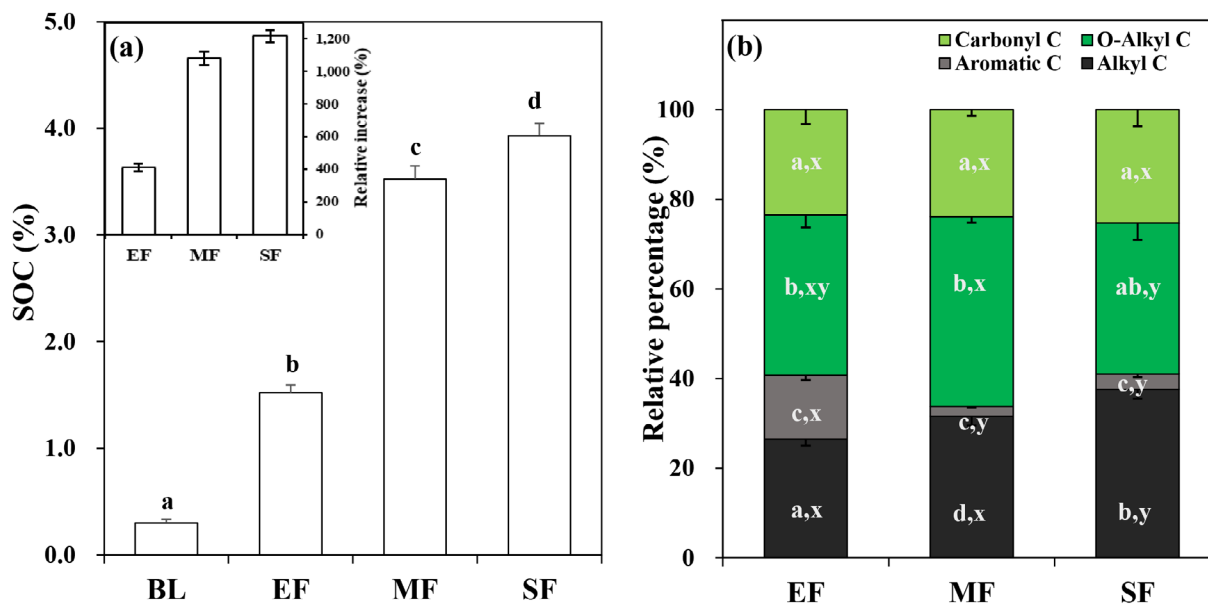 (a)
SOC (%)
5.0
4.0
3.0
2.0
1.0
0.0
a
b
c
d
BL
EF
MF
SF
Relative increase (%)
1,200
1,000
800
600
400
200
0
EF
MF
SF
(b)
Carbonyl C
O-Alkyl C
Aromatic C
Alkyl C
Relative percentage (%)
100
80
60
40
20
0
a,x
a,x
a,x
b,xy
b,x
ab,y
c,x
c,y
c,y
a,x
d,x
b,y
EF
MF
SF